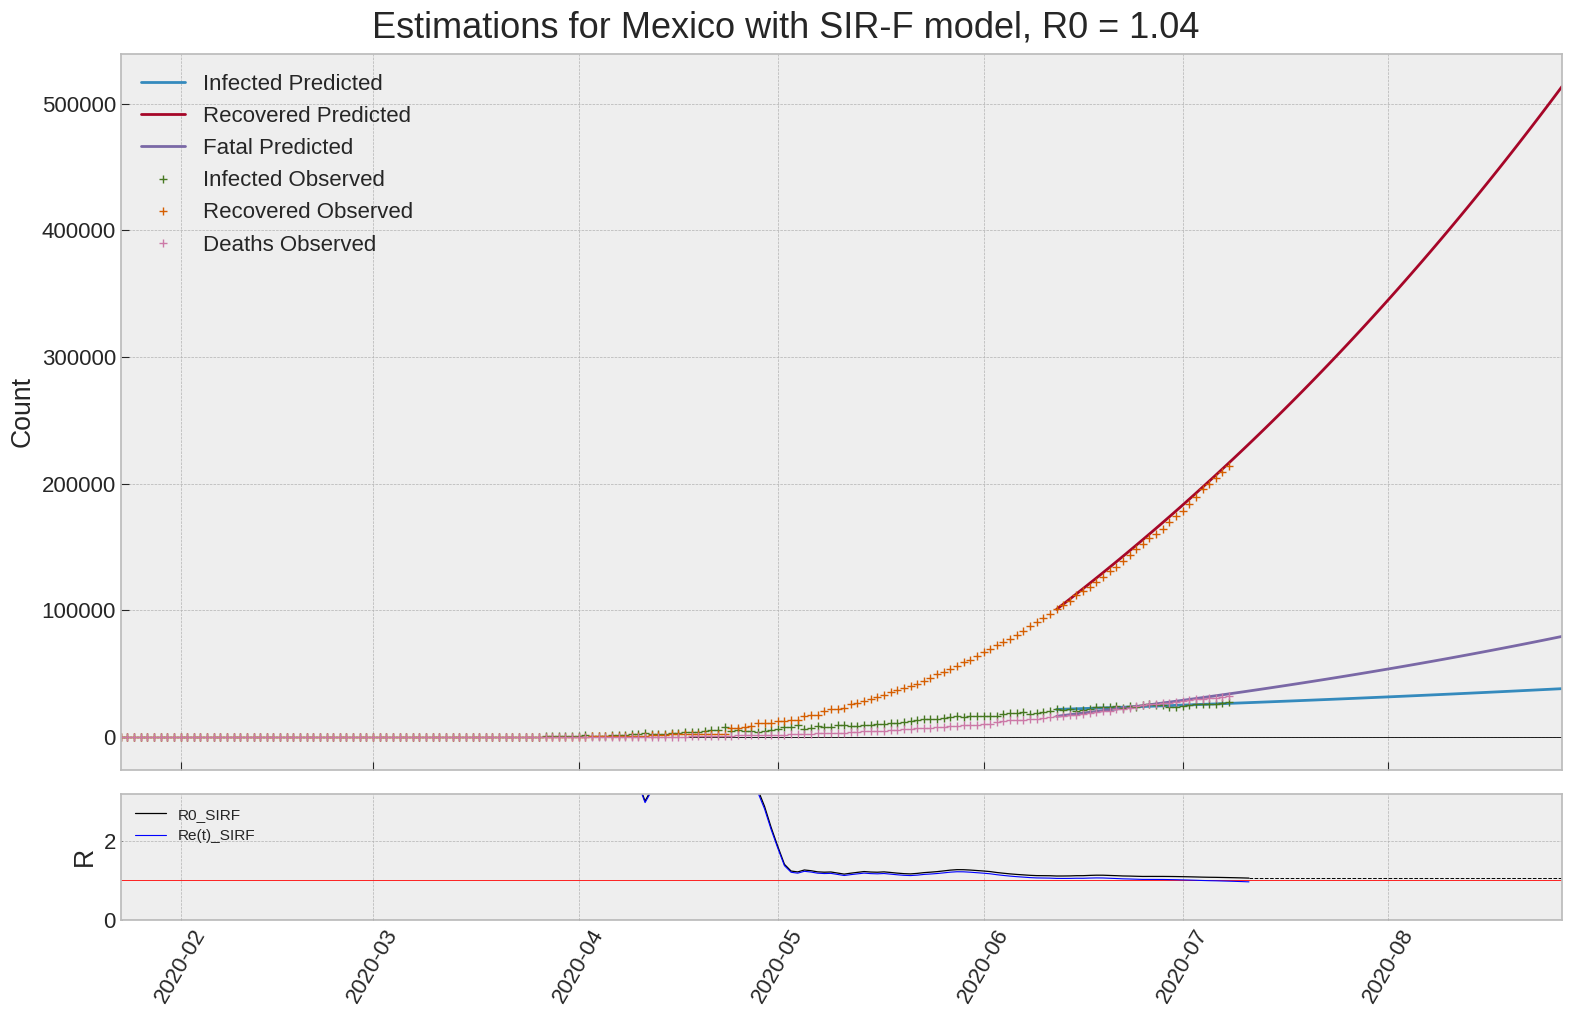 Estimations for Mexico with SIR-F model, R0 = 1.04
Infected Predicted
Recovered Predicted
Fatal Predicted
Infected Observed
Recovered Observed
Deaths Observed
500000
400000
300000
200000
100000
0
Count
R0_SIRF
Re(t)_SIRF
2
0
R
2020-02
2020-03
2020-04
2020-05
2020-06
2020-07
2020-08